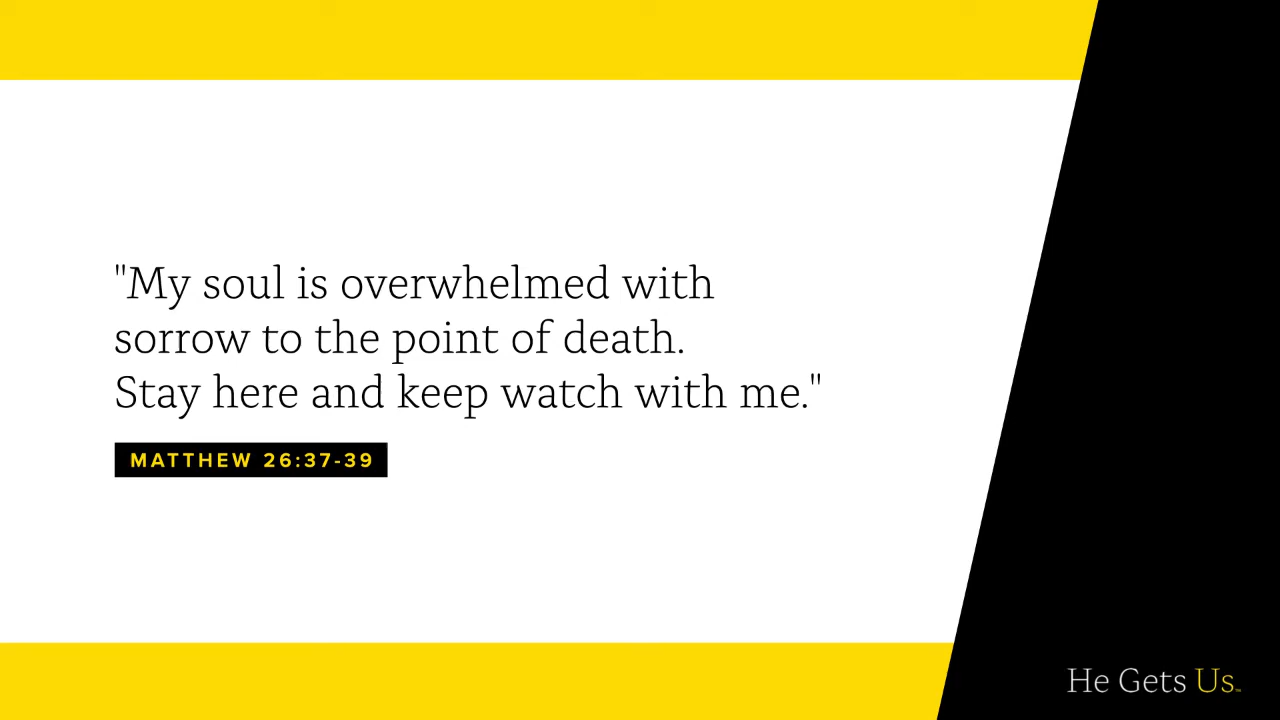 "My soul is overwhelmed with
sorrow to the point of death.
Stay here and keep watch with me."
MATTHEW 26:37-39
He Gets Us™